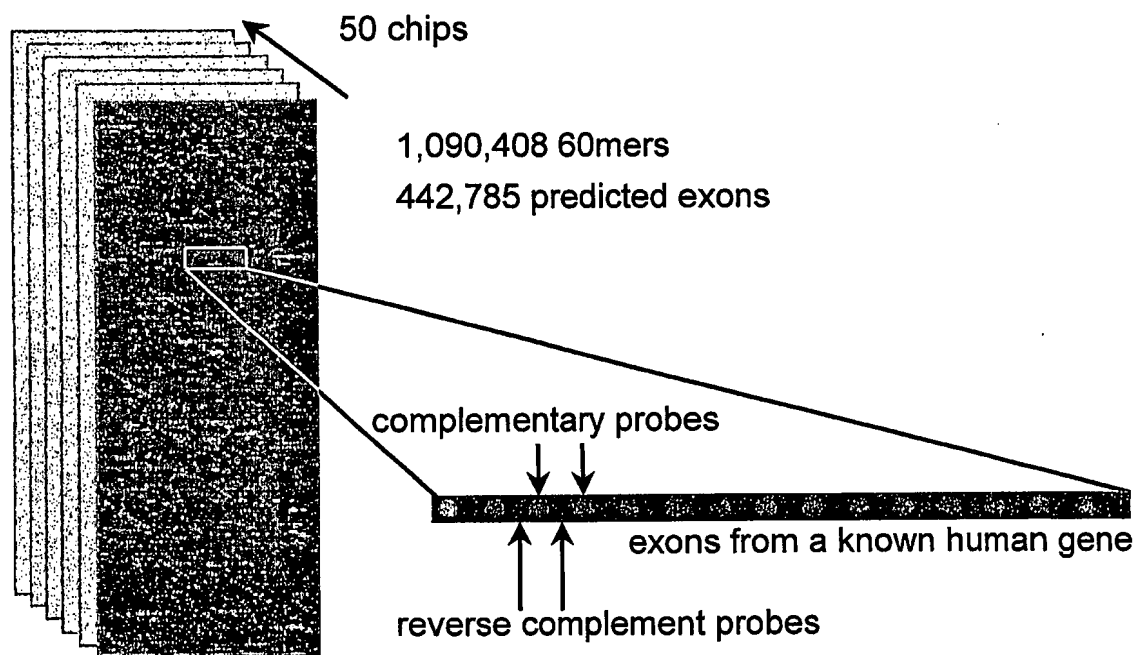 50 chips
1,090,408 60mers
442,785 predicted exons
complementary probes
exons from a known human gene
reverse complement probes